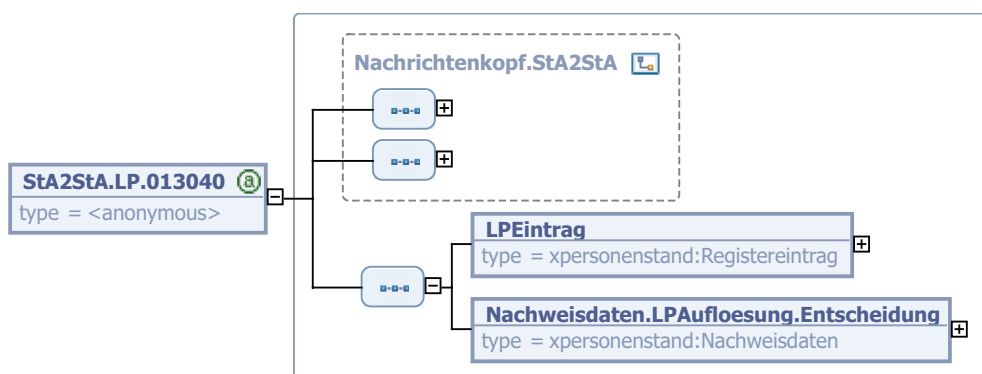 Nachrichtenkopf.StA2StA
StA2StA.LP.013040 a
type = <anonymous>
LPEintrag
type = xpersonenstand:Registereintrag
Nachweisdaten.LPAufloesung.Entscheidung
type = xpersonenstand:Nachweisdaten